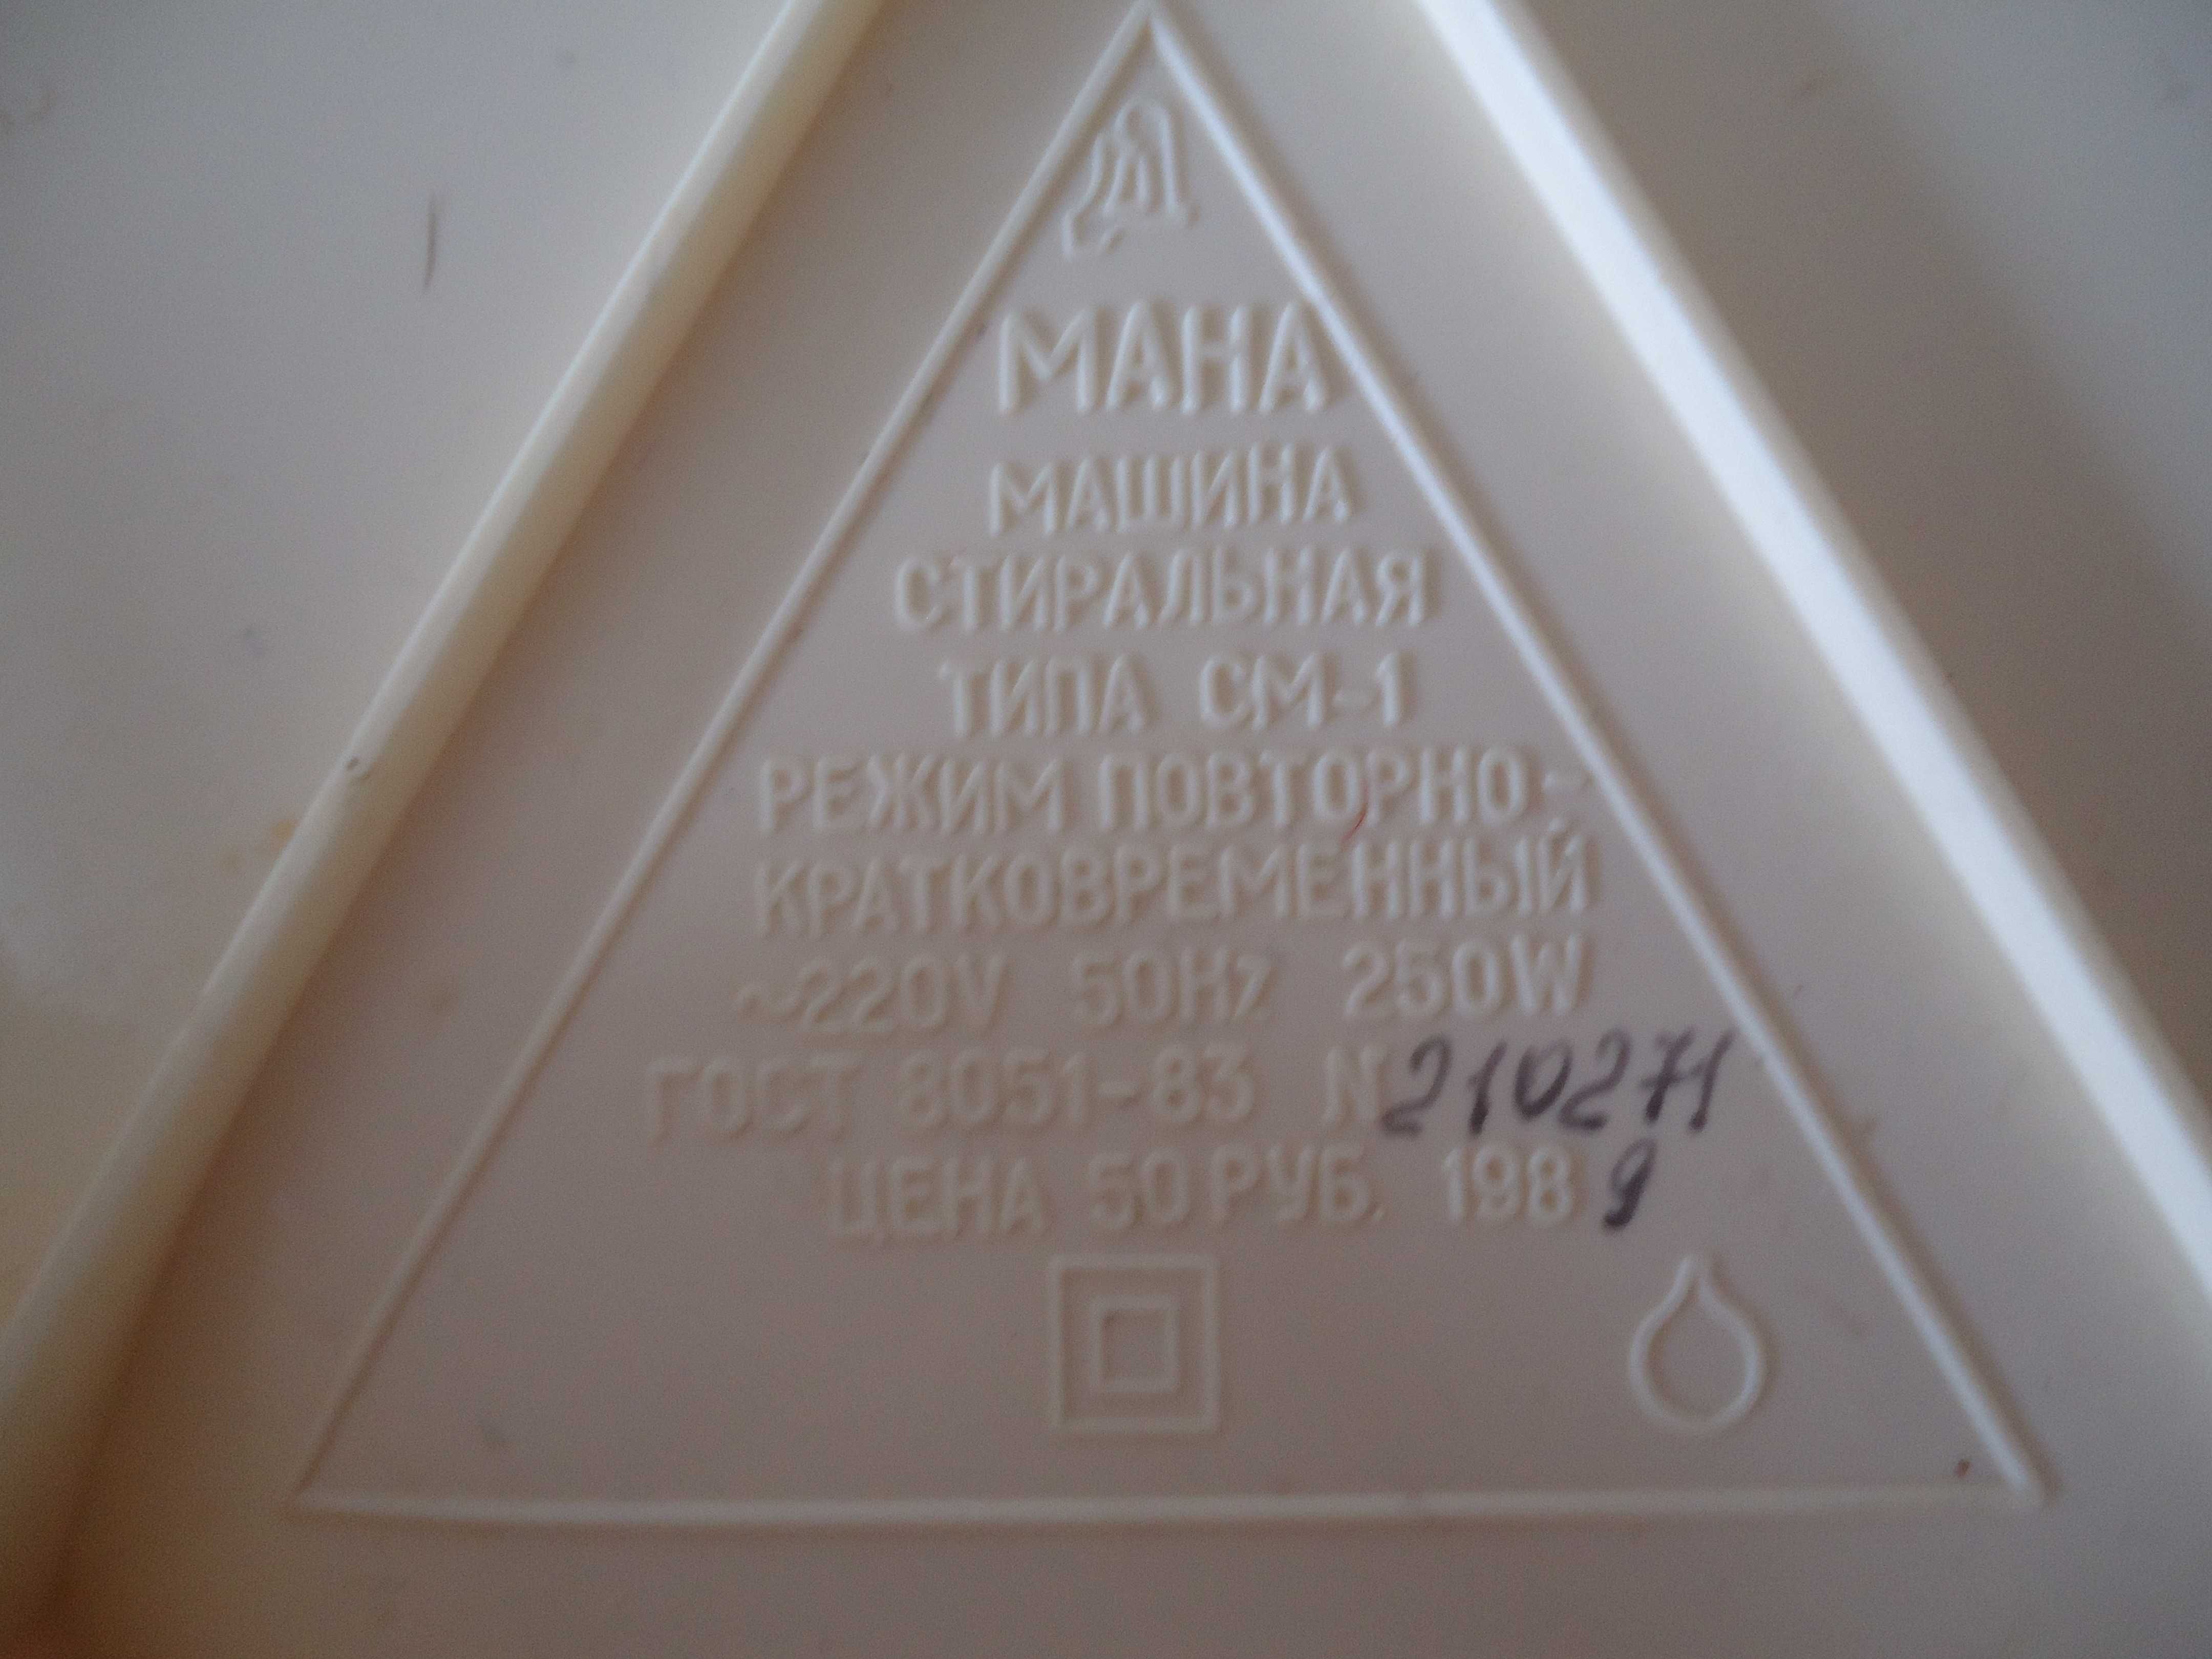 МАНА
МАШИНА
СТИРАЛЬНАЯ
ТИПА СМ-1
РЕЖИМ ПОВТОРНО-
КРАТКОВРЕМЕННЫЙ
~220V 50Hz 250W
ГОСТ 8051-83 N210271
ЦЕНА 50 РУБ. 1989